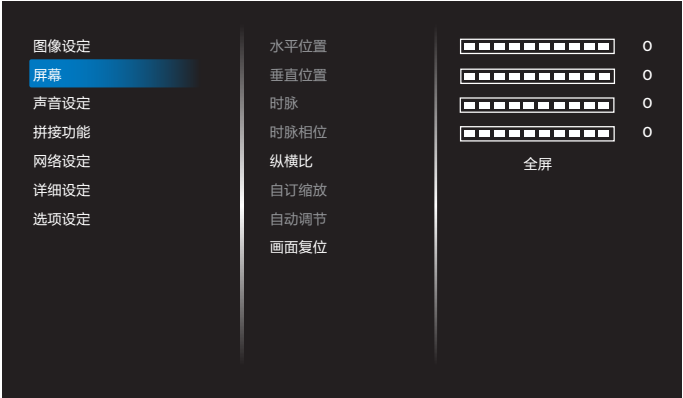 图像设定
屏幕
声音设定
拼接功能
网络设定
详细设定
选项设定
水平位置
垂直位置
时脉
时脉相位
纵横比
自订缩放
自动调节
画面复位
0
0
0
0
全屏